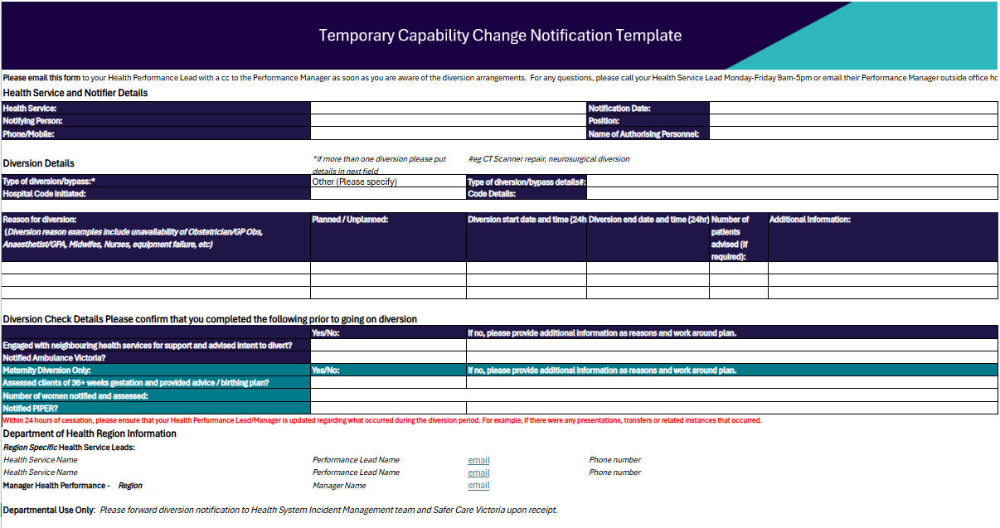 Temporary Capability Change Notification Template
Please email this form to your Health Performance Lead with a cc to the Performance Manager as soon as you are aware of the diversion arrangements. For any questions, please call your Health Service Lead Monday-Friday 9am-5pm or email their Performance Manager outside office
Health Service and Notifier Details
Health Service: Notification Date:
Notifying Person: Position:
Phone/Mobile: Name of Authorising Personnel:
Diversion Details
*if more than one diversion please put #eg CT Scanner repair, neurosurgical diversion
details in next field
Type of diversion/bypass:* Other (Please specify) Type of diversion/bypass details#:
Hospital Code initiated: Code Details:
Reason for diversion: Planned / Unplanned: Diversion start date and time (24h Diversion end date and time (24hr) Number of Additional Information:
(Diversion reason examples include unavailability of Obstetrician/GP Obs, patients
Anaesthetist/GPA, Midwifes, Nurses, equipment failure, etc) advised (if
required):
Diversion Check Details Please confirm that you completed the following prior to going on diversion
Yes/No: If no, please provide additional information as reasons and work around plan.
Engaged with neighbouring health services for support and advised intent to divert?
Notified Ambulance Victoria?
Maternity Diversion Only: Yes/No: If no, please provide additional information as reasons and work around plan.
Assessed clients of 36+ weeks gestation and provided advice / birthing plan?
Number of women notified and assessed:
Notified PIPER?
Within 24 hours of cessation, please ensure that your Health Performance Lead/Manager is updated regarding what occurred during the diversion period. For example, if there were any presentations, transfers or related instances that occurred.
Department of Health Region Information
Region Specific Health Service Leads:
Health Service Name Performance Lead Name email Phone number
Health Service Name Performance Lead Name email Phone number
Manager Health Performance - Region Manager Name email
Departmental Use Only: Please forward diversion notification to Health System Incident Management team and Safer Care Victoria upon receipt.